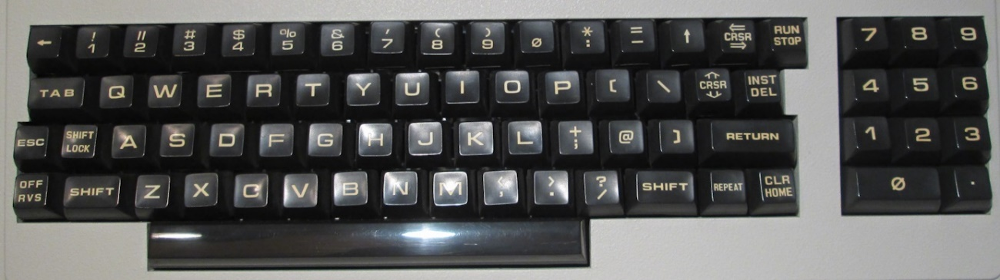 ← ! " # $ % & ' ( ) * = ↑ ⇐ RUN 7 8 9
1 2 3 4 5 6 7 8 9 Ø : – CRSR STOP
⇒
TAB Q W E R T Y U I O P [ \ ⇑ CRSR ⇓ INST 4 5 6
DEL
ESC SHIFT A S D F G H J K L + @ ] RETURN 1 2 3
LOCK ;
OFF SHIFT Z X C V B N M < > ? SHIFT REPEAT CLR Ø .
RVS , . / HOME